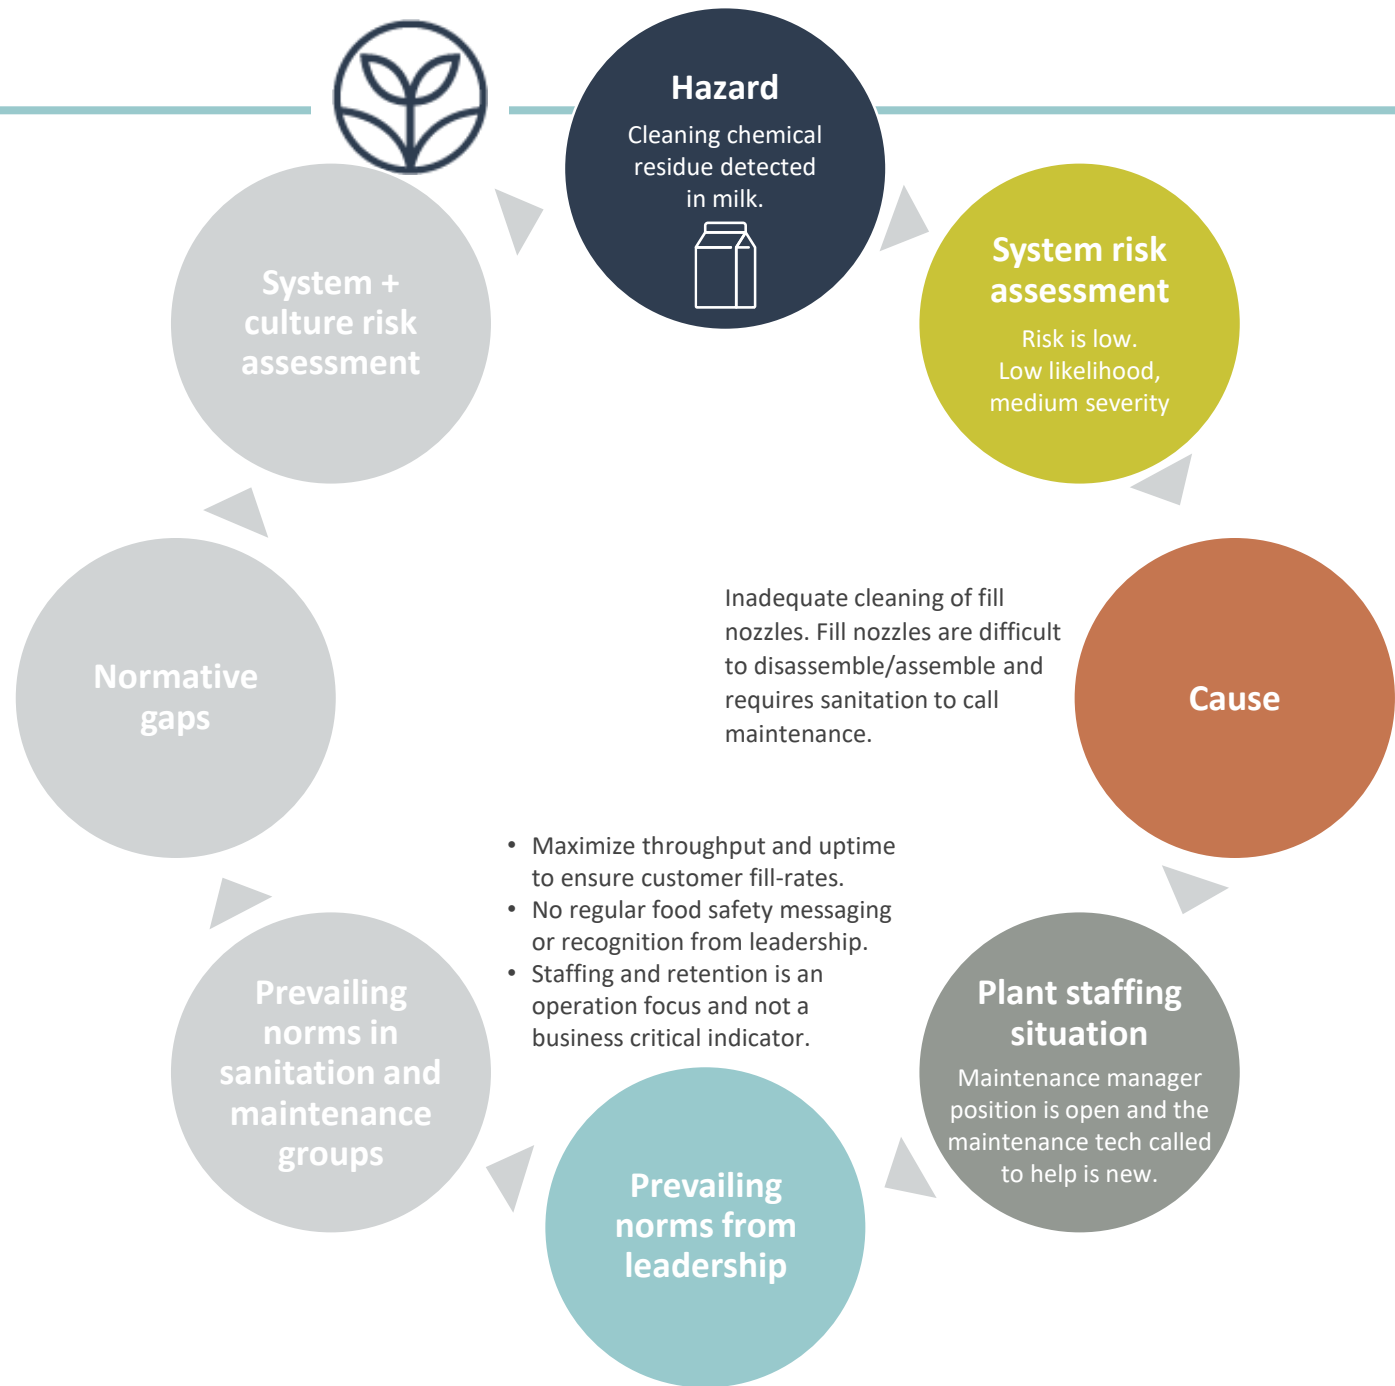 Hazard
Cleaning chemical
residue detected
in milk.
System risk
assessment
Risk is low.
Low likelihood,
medium severity
Cause
Inadequate cleaning of fill
nozzles. Fill nozzles are difficult
to disassemble/assemble and
requires sanitation to call
maintenance.
Plant staffing
situation
Maintenance manager
position is open and the
maintenance tech called
to help is new.
Prevailing
norms from
leadership
• Maximize throughput and uptime
to ensure customer fill-rates.
• No regular food safety messaging
or recognition from leadership.
• Staffing and retention is an
operation focus and not a
business critical indicator.
Prevailing
norms in
sanitation and
maintenance
groups
Normative
gaps
System +
culture risk
assessment